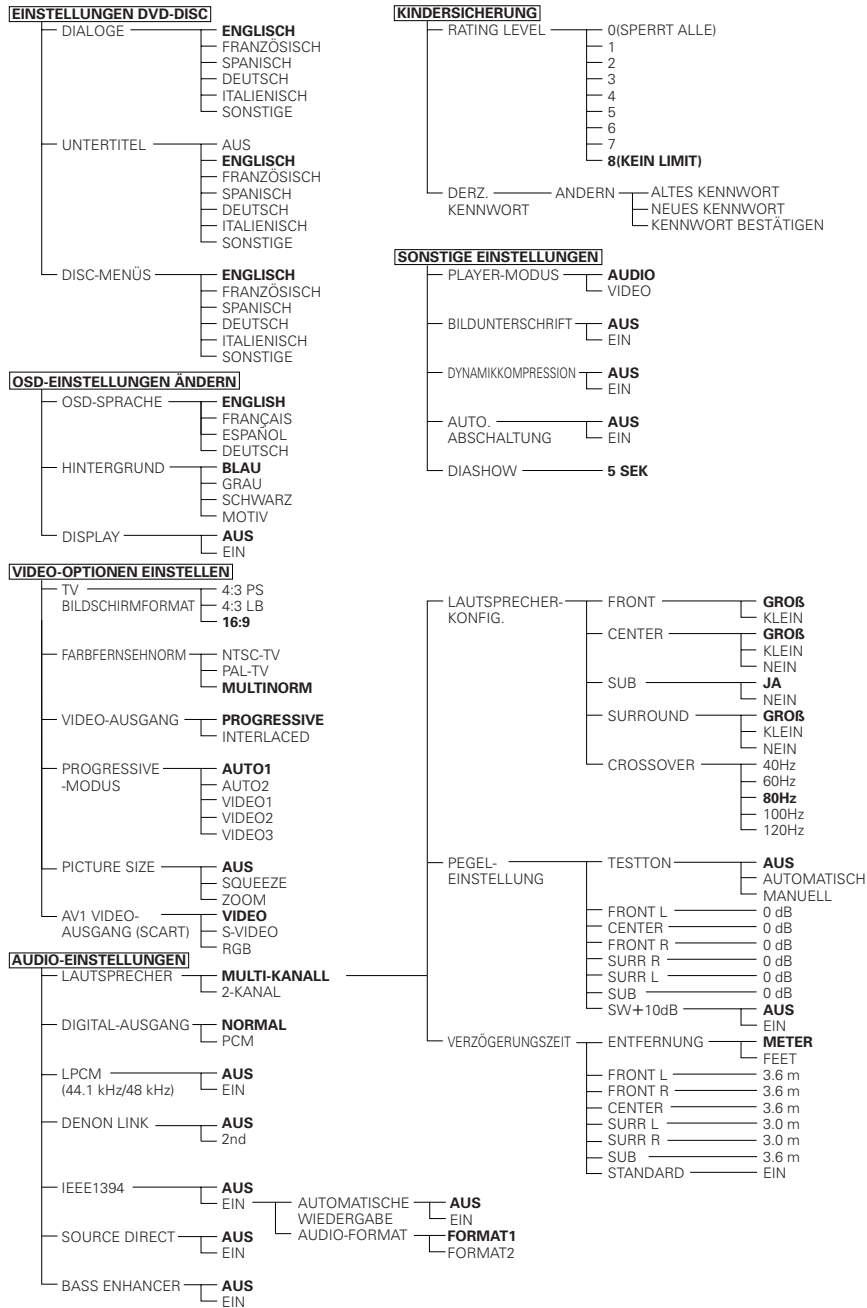 EINSTELLUNGEN DVD-DISC
DIALOGE
ENGLISCH
FRANZÖSISCH
SPANISCH
DEUTSCH
ITALIENISCH
SONSTIGE
UNTERTITEL
AUS
ENGLISCH
FRANZÖSISCH
SPANISCH
DEUTSCH
ITALIENISCH
SONSTIGE
DISC-MENÜS
ENGLISCH
FRANZÖSISCH
SPANISCH
DEUTSCH
ITALIENISCH
SONSTIGE
OSD-EINSTELLUNGEN ÄNDERN
OSD-SPRACHE
ENGLISH
FRANÇAIS
ESPAÑOL
DEUTSCH
HINTERGRUND
BLAU
GRAU
SCHWARZ
MOTIV
DISPLAY
AUS
EIN
VIDEO-OPTIONEN EINSTELLEN
TV
BILDSCHIRMFORMAT
4:3 PS
4:3 LB
16:9
FARBFERNSEHNORM
NTSC-TV
PAL-TV
MULTINORM
VIDEO-AUSGANG
PROGRESSIVE
INTERLACED
PROGRESSIVE
-MODUS
AUTO1
AUTO2
VIDEO1
VIDEO2
VIDEO3
PICTURE SIZE
AUS
SQUEEZE
ZOOM
AV1 VIDEO-
AUSGANG (SCART)
VIDEO
S-VIDEO
RGB
AUDIO-EINSTELLUNGEN
LAUTSPRECHER
MULTI-KANALL
2-KANAL
DIGITAL-AUSGANG
NORMAL
PCM
LPCM
(44.1 kHz/48 kHz)
AUS
EIN
DENON LINK
AUS
2nd
IEEE1394
AUS
EIN
AUTOMATISCHE
WIEDERGABE
AUS
EIN
AUDIO-FORMAT
FORMAT1
FORMAT2
SOURCE DIRECT
AUS
EIN
BASS ENHANCER
AUS
EIN
KINDERSICHERUNG
RATING LEVEL
0(SPERRT ALLE)
1
2
3
4
5
6
7
8(KEIN LIMIT)
DERZ.
KENNWORT
ANDERN
ALTES KENNWORT
NEUES KENNWORT
KENNWORT BESTÄTIGEN
SONSTIGE EINSTELLUNGEN
PLAYER-MODUS
AUDIO
VIDEO
BILDUNTERSCHRIFT
AUS
EIN
DYNAMIKKOMPRESSION
AUS
EIN
AUTO.
ABSCHALTUNG
AUS
EIN
DIASHOW
5 SEK
LAUTSPRECHER-
KONFIG.
FRONT
GROß
KLEIN
CENTER
GROß
KLEIN
NEIN
SUB
JA
NEIN
SURROUND
GROß
KLEIN
NEIN
CROSSOVER
40Hz
60Hz
80Hz
100Hz
120Hz
PEGEL-
EINSTELLUNG
TESTTON
AUS
AUTOMATISCH
MANUELL
FRONT L
0 dB
CENTER
0 dB
FRONT R
0 dB
SURR R
0 dB
SURR L
0 dB
SUB
0 dB
SW+10dB
AUS
EIN
VERZÖGERUNGSZEIT
ENTFERNUNG
METER
FEET
FRONT L
3.6 m
FRONT R
3.6 m
CENTER
3.6 m
SURR L
3.0 m
SURR R
3.0 m
SUB
3.6 m
STANDARD
EIN